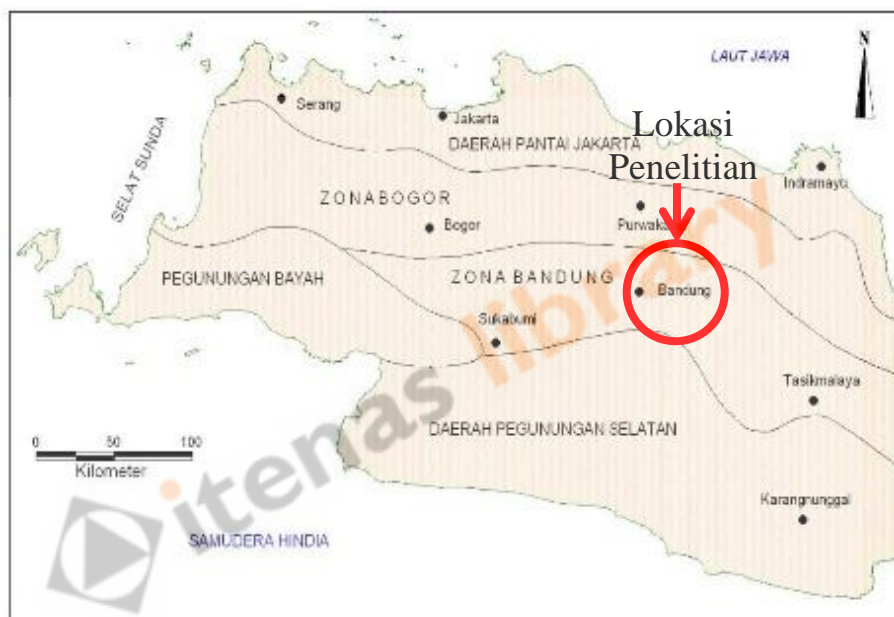 N
LAUT JAWA
Serang
Jakarta
Lokasi
Penelitian
DAERAH PANTAI JAKARTA
SELAT SUNDA
Indramayu
ZONA BOGOR
Bogor
PEGUNUNGAN BAYAH
ZONA BANDUNG
Bandung
Sukabumi
Tasikmalaya
DAERAH PEGUNUNGAN SELATAN
0 50 100
Kilometer
Karangnunggal
SAMUDERA HINDIA
itenas library